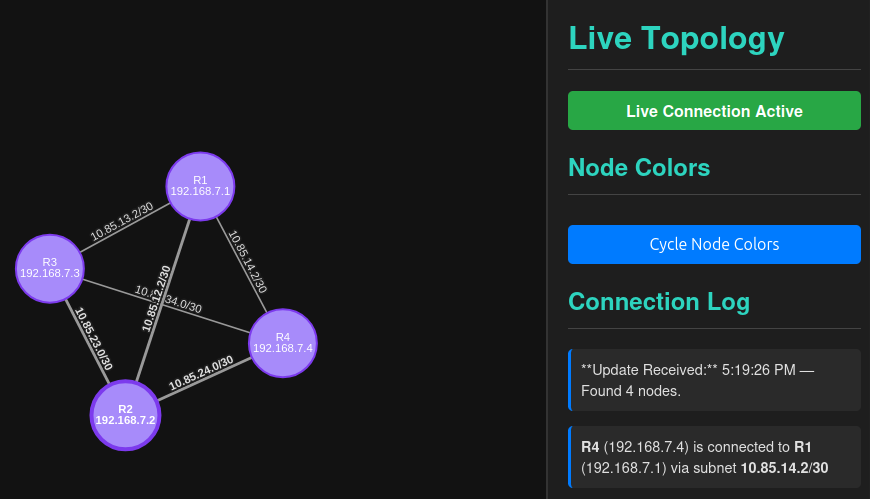 R1
192.168.7.1
10.85.13.2/30
10.85.14.2/30
R3
192.168.7.3
10.85.12.2/30
34.0/30
10.85.23.0/30
R4
192.168.7.4
10.85.24.0/30
R2
192.168.7.2
Live Topology
Live Connection Active
Node Colors
Cycle Node Colors
Connection Log
**Update Received:** 5:19:26 PM —
Found 4 nodes.
R4 (192.168.7.4) is connected to R1
(192.168.7.1) via subnet 10.85.14.2/30